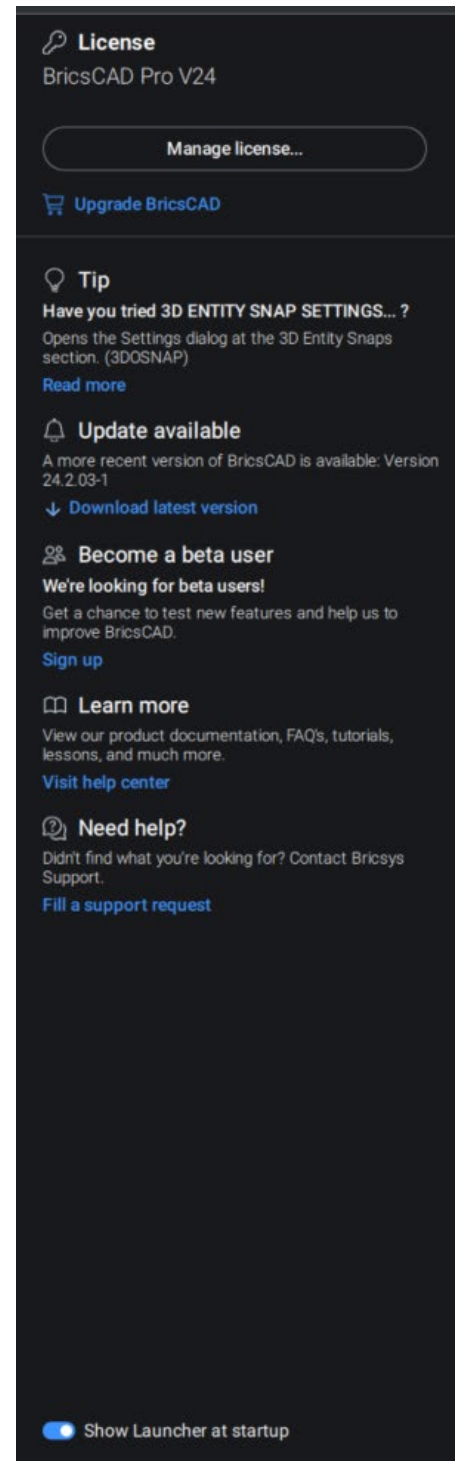 License
BricsCAD Pro V24
Manage license...
Upgrade BricsCAD
Tip
Have you tried 3D ENTITY SNAP SETTINGS... ?
Opens the Settings dialog at the 3D Entity Snaps
section. (3DOSNAP)
Read more
Update available
A more recent version of BricsCAD is available: Version
24.2.03-1
Download latest version
Become a beta user
We're looking for beta users!
Get a chance to test new features and help us to
improve BricsCAD.
Sign up
Learn more
View our product documentation, FAQ's, tutorials,
lessons, and much more.
Visit help center
Need help?
Didn't find what you're looking for? Contact Bricsys
Support.
Fill a support request
Show Launcher at startup